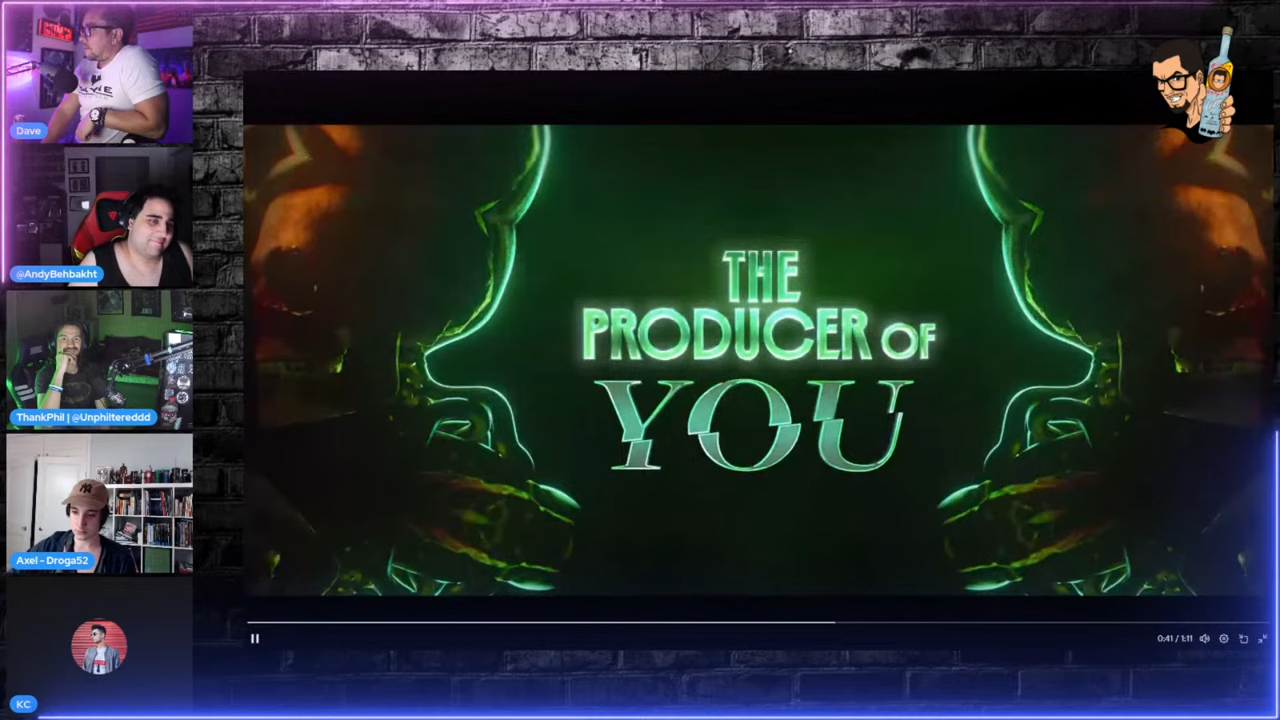 Dave
@AndyBehbakht
ThankPhil | @Unphiltereddd
Axel - Droga52
KC
THE
PRODUCER OF
YOU
0:41 / 1:11